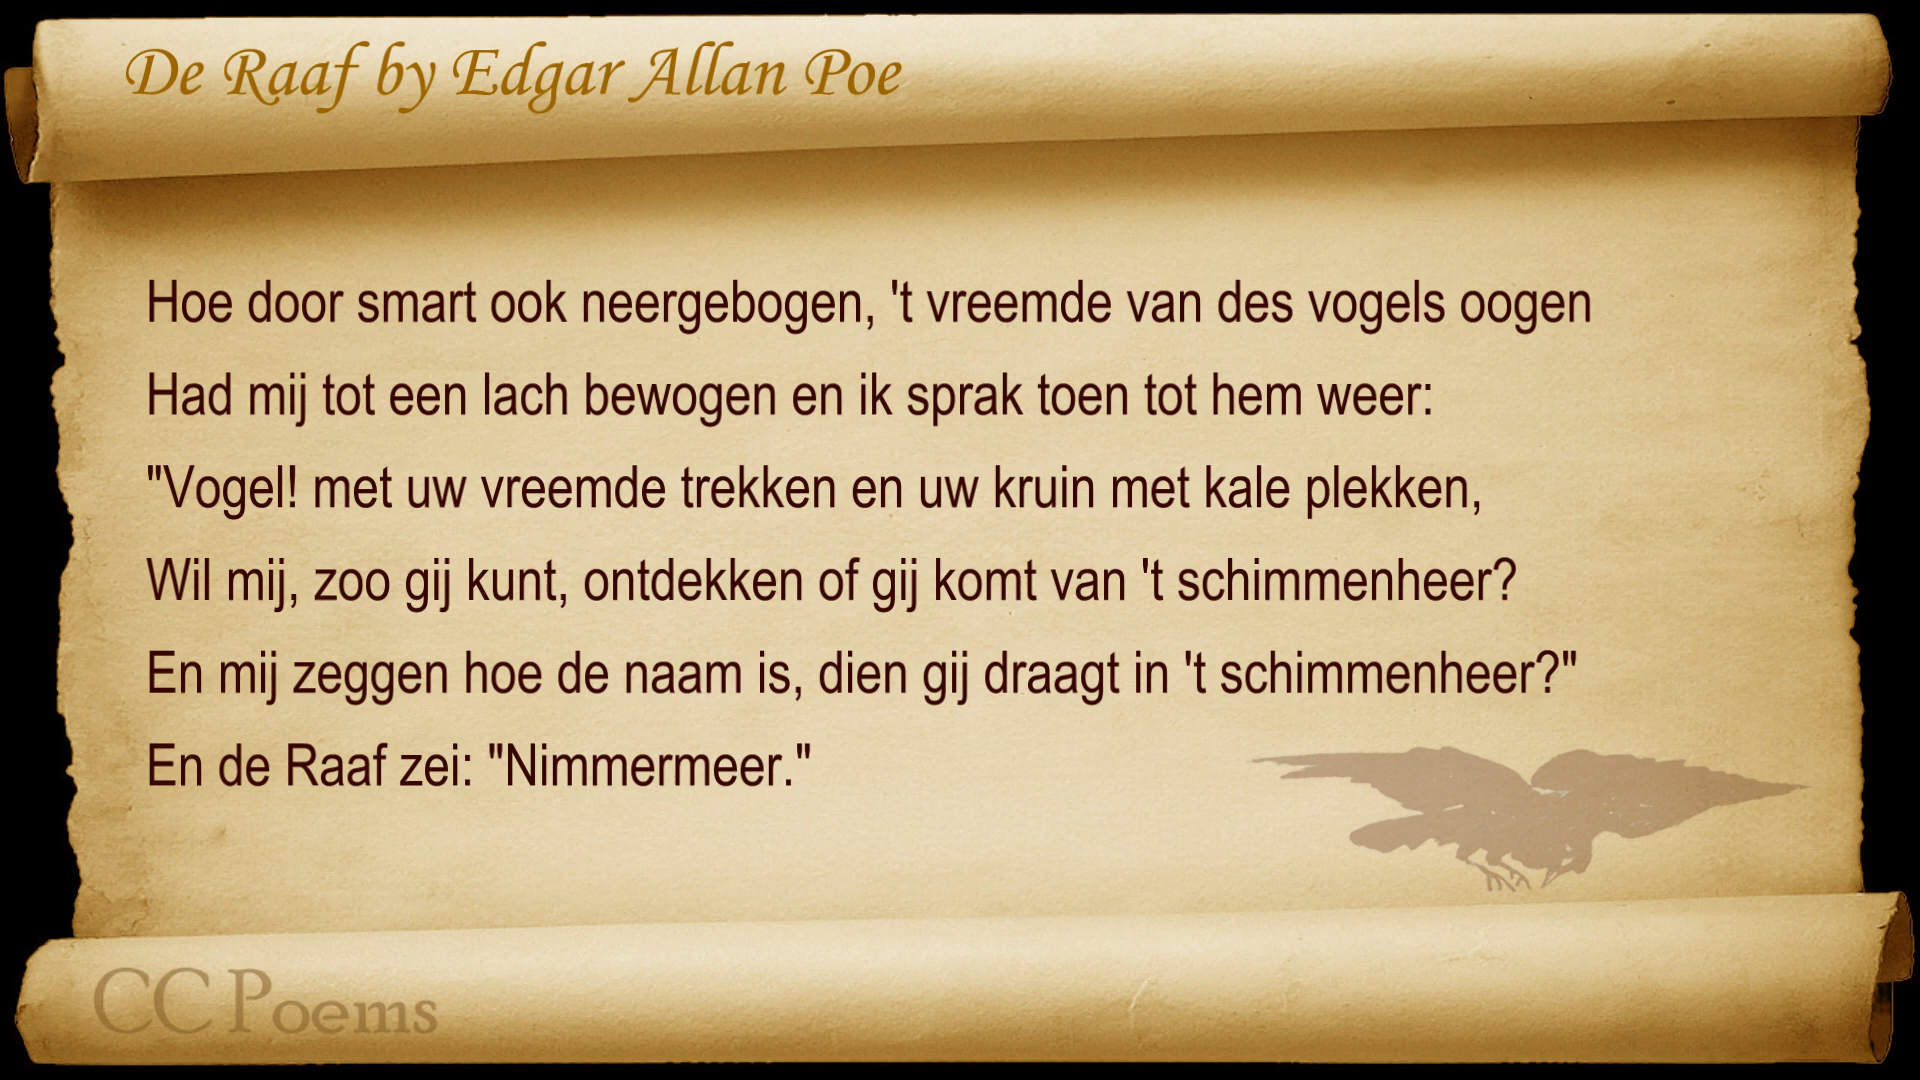 De Raaf by Edgar Allan Poe
Hoe door smart ook neergebogen, 't vreemde van des vogels oogen
Had mij tot een lach bewogen en ik sprak toen tot hem weer:
"Vogel! met uw vreemde trekken en uw kruin met kale plekken,
Wil mij, zoo gij kunt, ontdekken of gij komt van 't schimmenheer?
En mij zeggen hoe de naam is, dien gij draagt in 't schimmenheer?"
En de Raaf zei: "Nimmermeer."
CC Poems